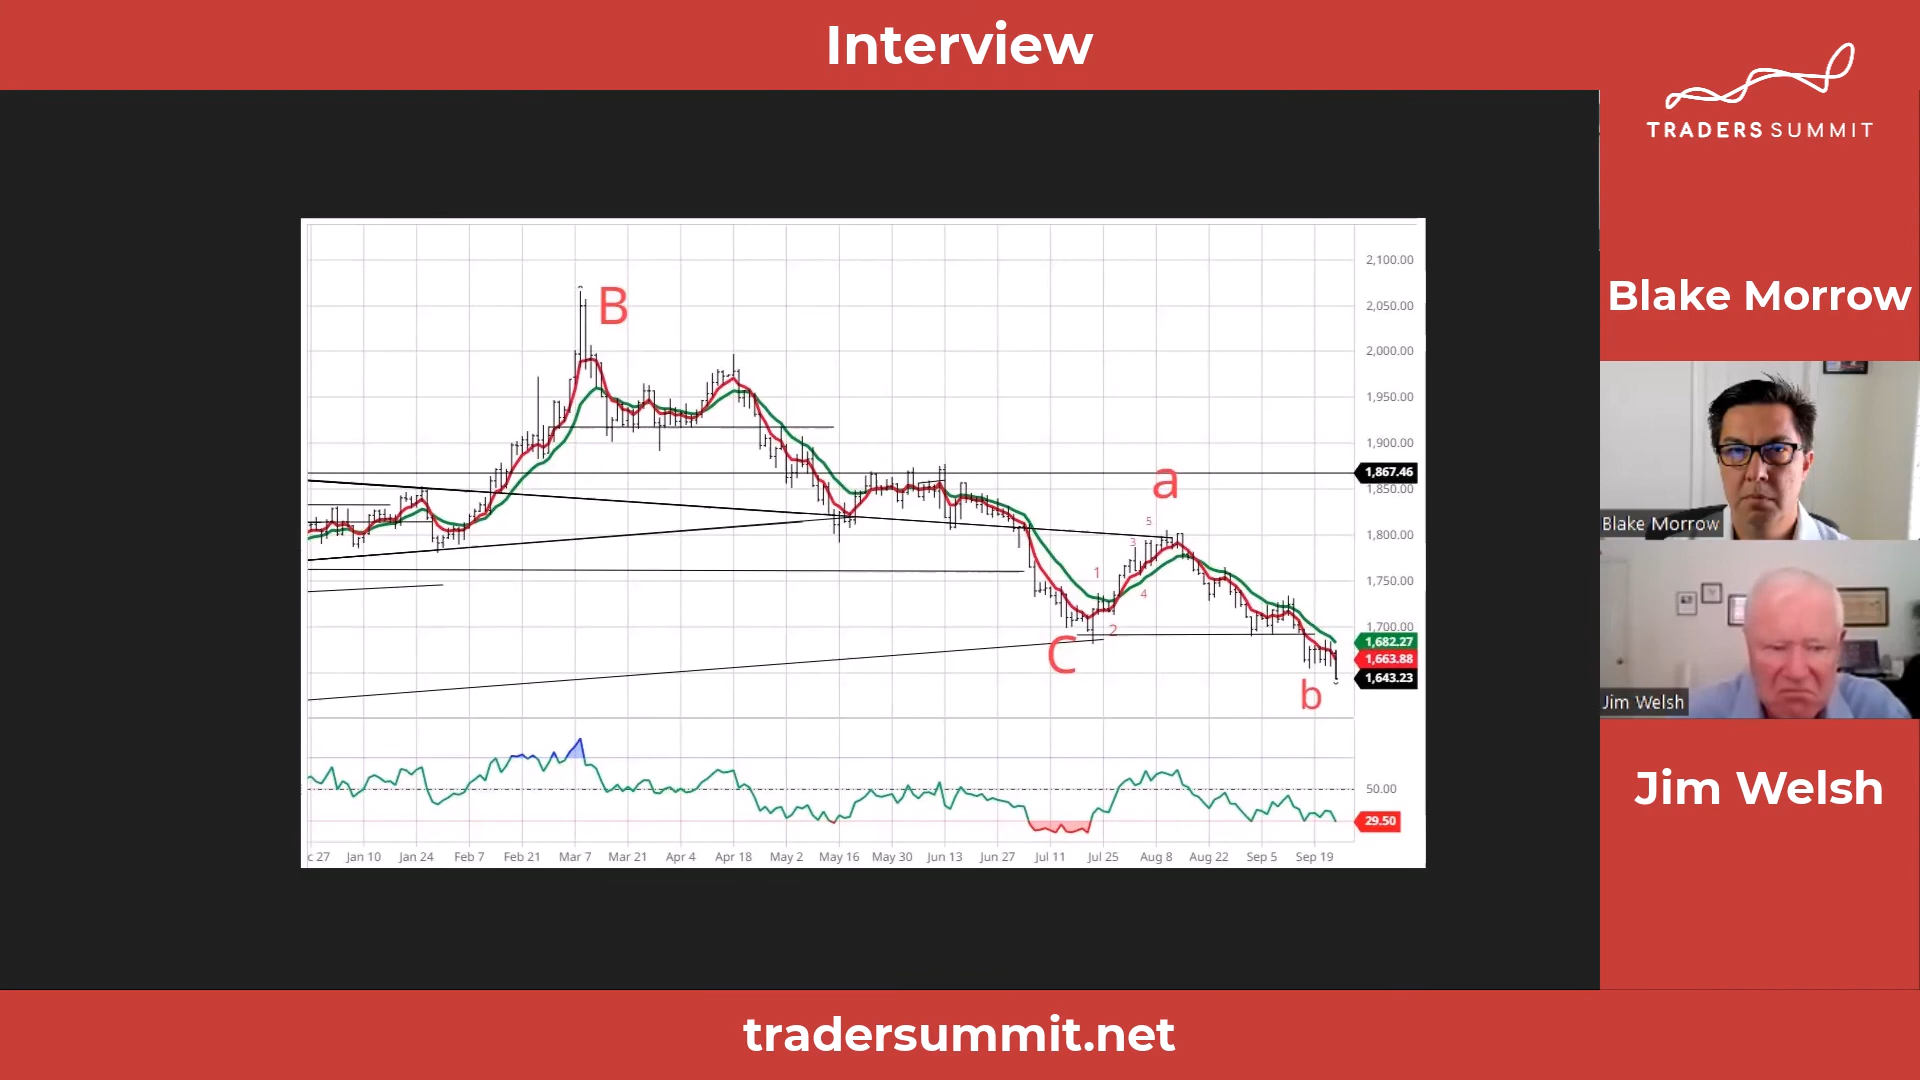 Interview
TRADERS SUMMIT
Blake Morrow
Blake Morrow
Jim Welsh
Jim Welsh
B
a
C
b
1
2
3
4
5
2,100.00
2,050.00
2,000.00
1,950.00
1,900.00
1,867.46
1,850.00
1,800.00
1,750.00
1,700.00
1,682.27
1,663.88
1,643.23
50.00
29.50
c 27 Jan 10 Jan 24 Feb 7 Feb 21 Mar 7 Mar 21 Apr 4 Apr 18 May 2 May 16 May 30 Jun 13 Jun 27 Jul 11 Jul 25 Aug 8 Aug 22 Sep 5 Sep 19
tradersummit.net